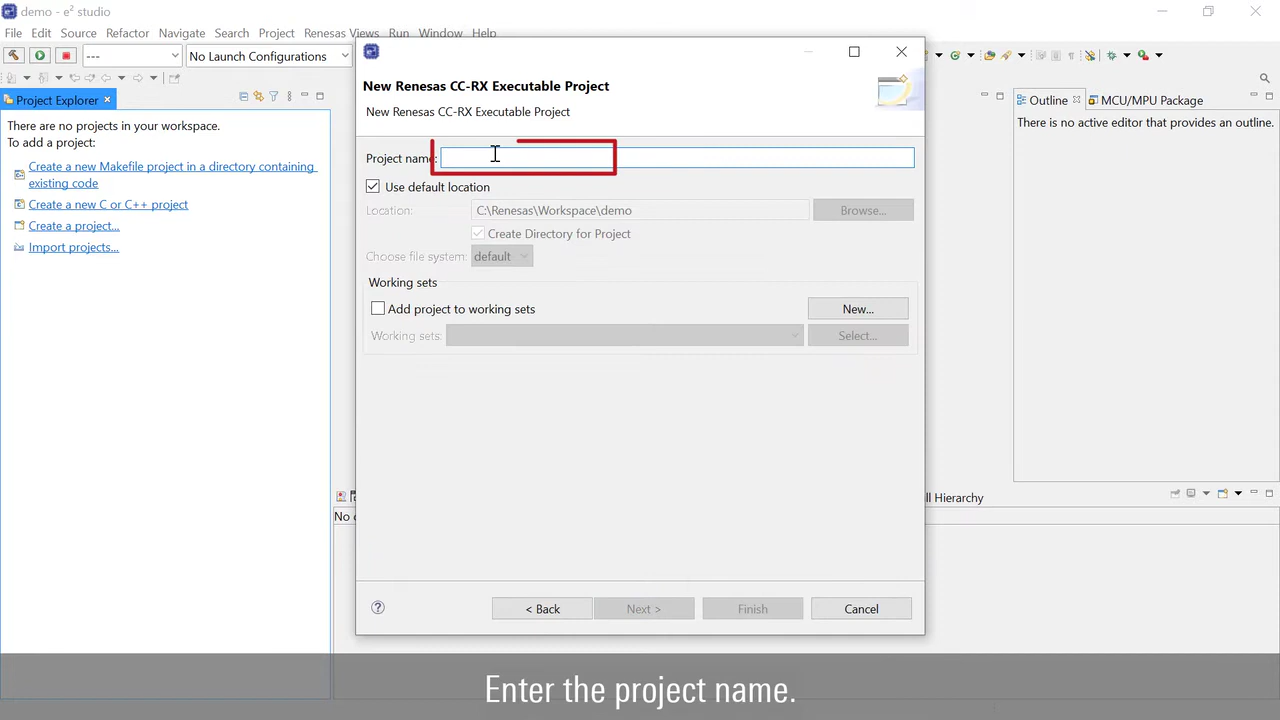 demo - e² studio
File Edit Source Refactor Navigate Search Project Renesas Views Run Window Help
--- No Launch Configurations
Project Explorer
There are no projects in your workspace.
To add a project:
Create a new Makefile project in a directory containing
existing code
Create a new C or C++ project
Create a project...
Import projects...
New Renesas CC-RX Executable Project
New Renesas CC-RX Executable Project
Project name:
Use default location
Location: C:\Renesas\Workspace\demo Browse...
Create Directory for Project
Choose file system: default
Working sets
Add project to working sets New...
Working sets: Select...
< Back Next > Finish Cancel
Outline MCU/MPU Package
There is no active editor that provides an outline.
Hierarchy
No
Enter the project name.